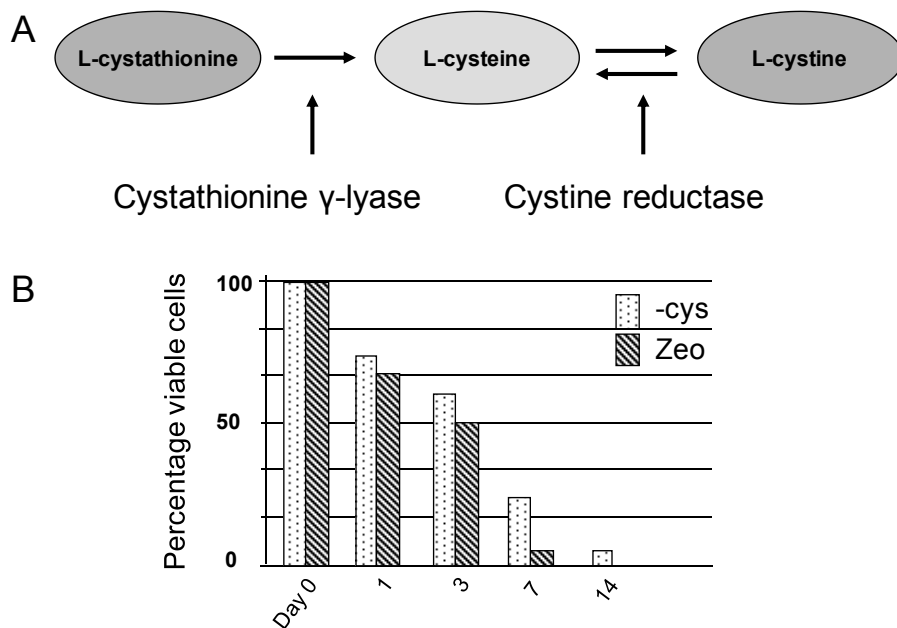 A
L-cystathionine L-cysteine L-cystine
Cystathionine γ-lyase Cystine reductase
B
Percentage viable cells
100
50
0
-cys
Zeo
Day 0 1 3 7 14